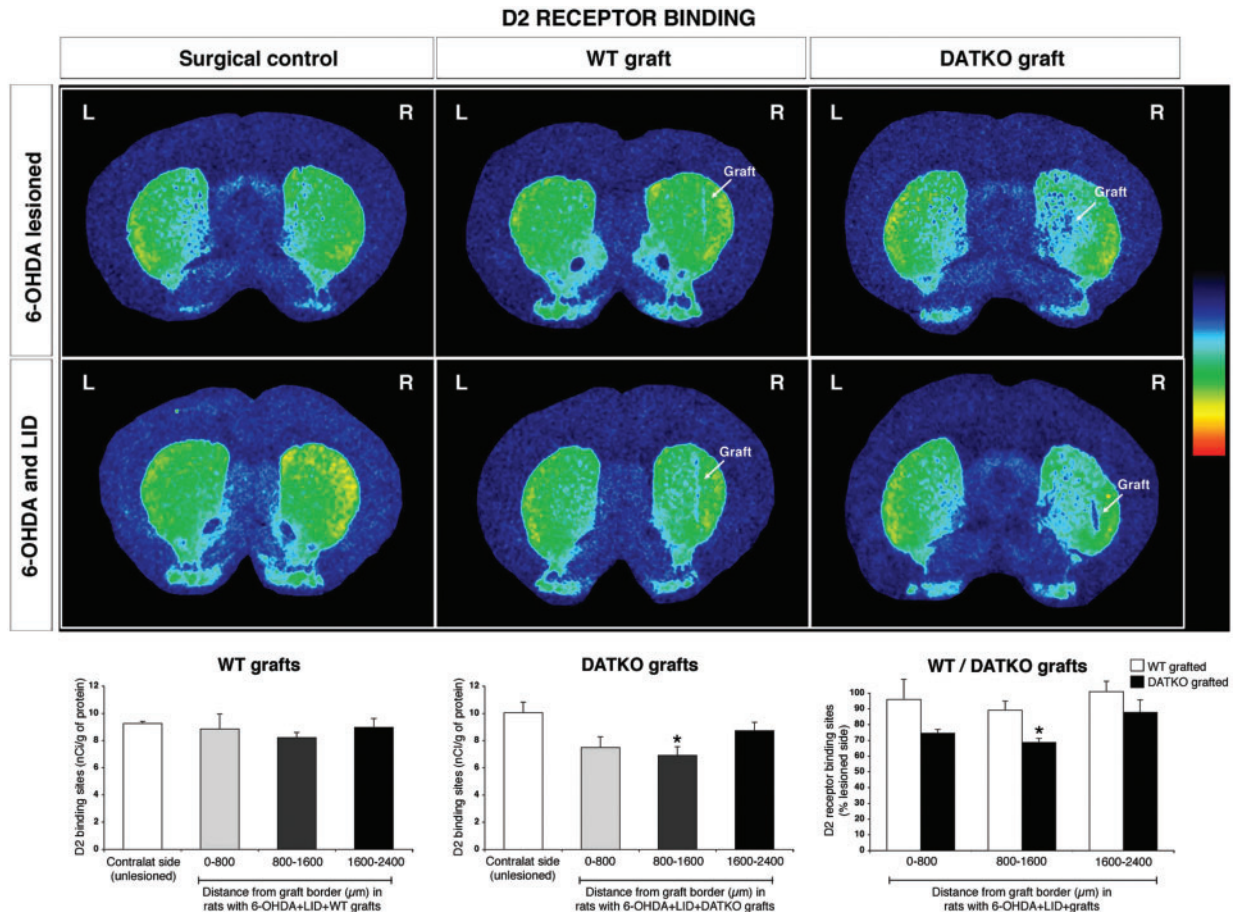 D2 RECEPTOR BINDING
Surgical control
WT graft
DATKO graft
6-OHDA lesioned
L
R
L
R
Graft
L
R
Graft
6-OHDA and LID
L
R
L
R
Graft
L
R
Graft
WT grafts
D2 binding sites (nCi/g of protein)
12
10
8
6
4
2
0
Contralat side
(unlesioned)
0-800
800-1600
1600-2400
Distance from graft border (µm) in
rats with 6-OHDA+LID+WT grafts
DATKO grafts
D2 binding sites (nCI/g of protein)
12
10
8
6
4
2
0
*
Contralat side
(unlesioned)
0-800
800-1600
1600-2400
Distance from graft border (µm) in
rats with 6-OHDA+LID+DATKO grafts
WT / DATKO grafts
WT grafted
DATKO grafted
D2 receptor binding sites
(% lesioned side)
100
90
80
70
60
50
40
30
20
10
0
*
0-800
800-1600
1600-2400
Distance from graft border (µm) in
rats with 6-OHDA+LID+grafts